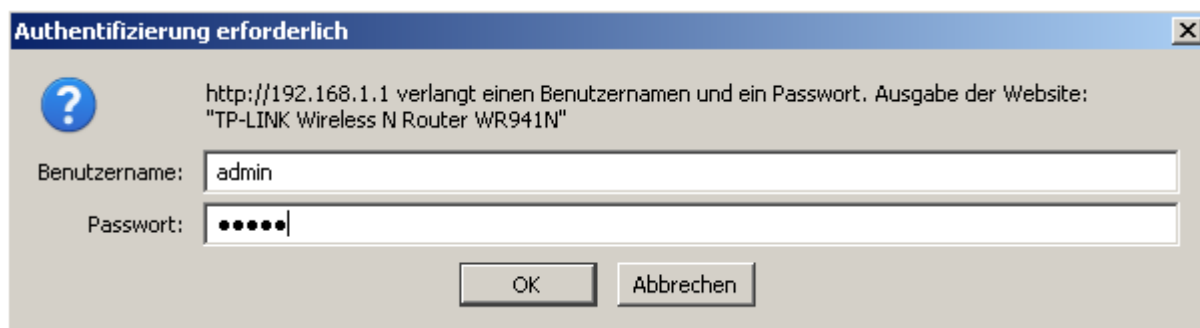 Authentifizierung erforderlich
http://192.168.1.1 verlangt einen Benutzernamen und ein Passwort. Ausgabe der Website:
"TP-LINK Wireless N Router WR941N"
Benutzername: admin
Passwort: •••••
OK Abbrechen